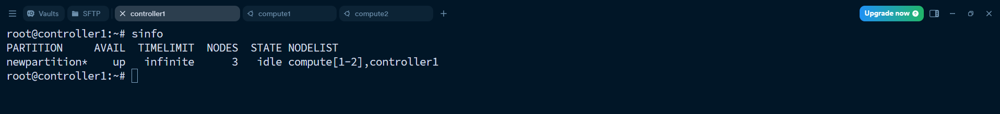 Vaults SFTP controller1 compute1 compute2 Upgrade now
root@controller1:~# sinfo
PARTITION     AVAIL  TIMELIMIT  NODES  STATE NODELIST
newpartition*    up   infinite      3   idle compute[1-2],controller1
root@controller1:~#